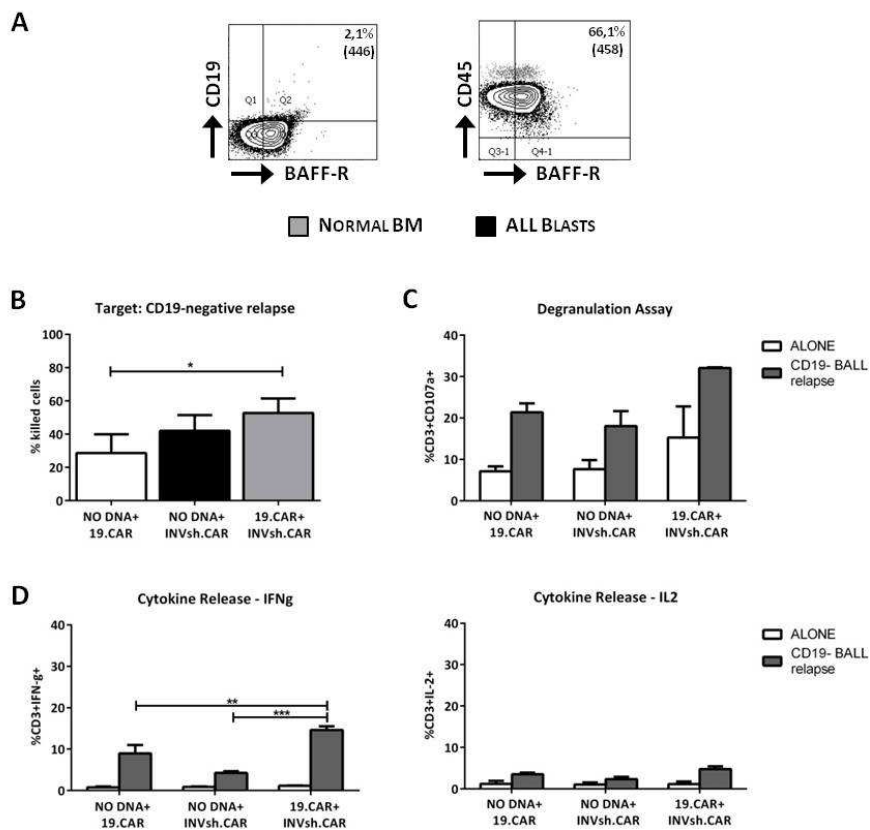 A
2,1%
(446)
CD19
Q1
Q2
BAFF-R
66,1%
(458)
CD45
Q3-1
Q4-1
BAFF-R
NORMAL BM
ALL BLASTS
B
Target: CD19-negative relapse
% killed cells
100
80
60
40
20
0
*
NO DNA+
19.CAR
NO DNA+
INVsh.CAR
19.CAR+
INVsh.CAR
C
Degranulation Assay
%CD3+CD107a+
40
30
20
10
0
NO DNA+
19.CAR
NO DNA+
INVsh.CAR
19.CAR+
INVsh.CAR
ALONE
CD19- BALL
relapse
D
Cytokine Release - IFNg
%CD3+IFN-g+
40
30
20
10
0
**
***
NO DNA+
19.CAR
NO DNA+
INVsh.CAR
19.CAR+
INVsh.CAR
Cytokine Release - IL2
%CD3+IL-2+
40
30
20
10
0
NO DNA+
19.CAR
NO DNA+
INVsh.CAR
19.CAR+
INVsh.CAR
ALONE
CD19- BALL
relapse